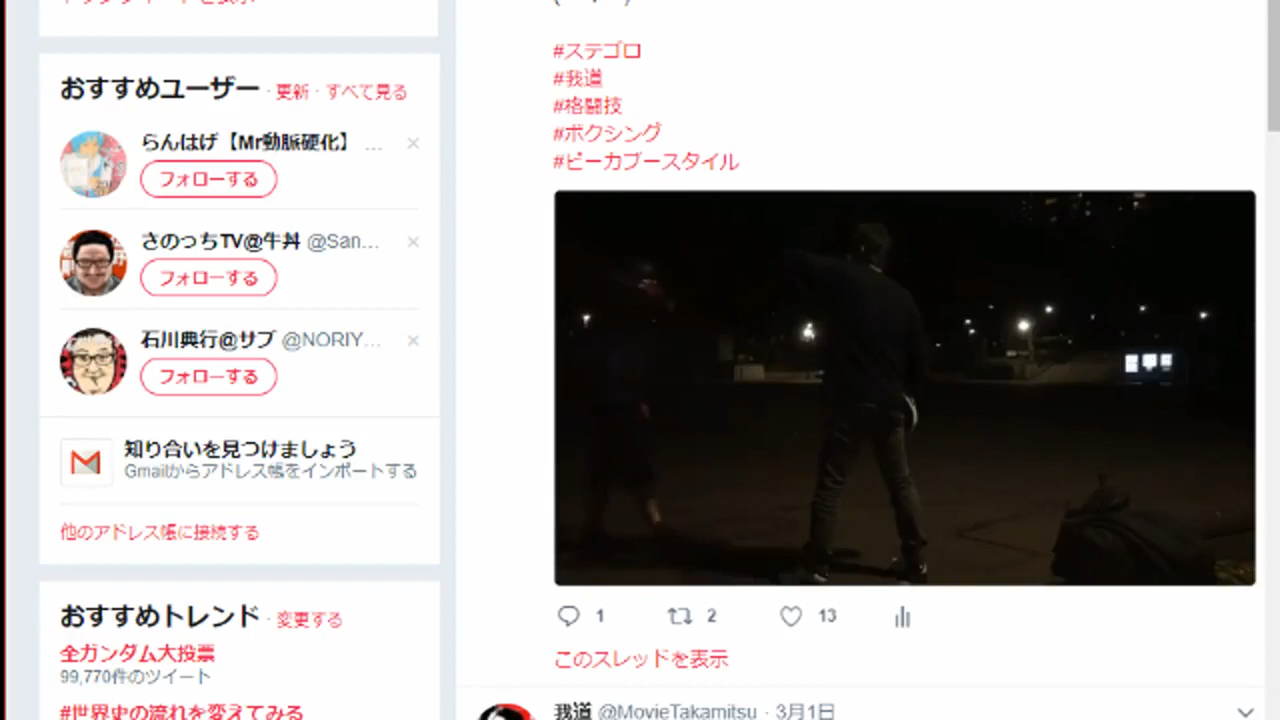 おすすめユーザー · 更新 · すべて見る
らんはげ【Mr動脈硬化】 …
フォローする
さのっちTV@牛丼 @San…
フォローする
石川典行@サブ @NORIY…
フォローする
知り合いを見つけましょう
Gmailからアドレス帳をインポートする
他のアドレス帳に接続する
おすすめトレンド · 変更する
全ガンダム大投票
99,770件のツイート
#世界史の流れを変えてみる
#ステゴロ
#我道
#格闘技
#ボクシング
#ピーカブースタイル
1 2 13
このスレッドを表示
我道 @MovieTakamitsu · 3月1日